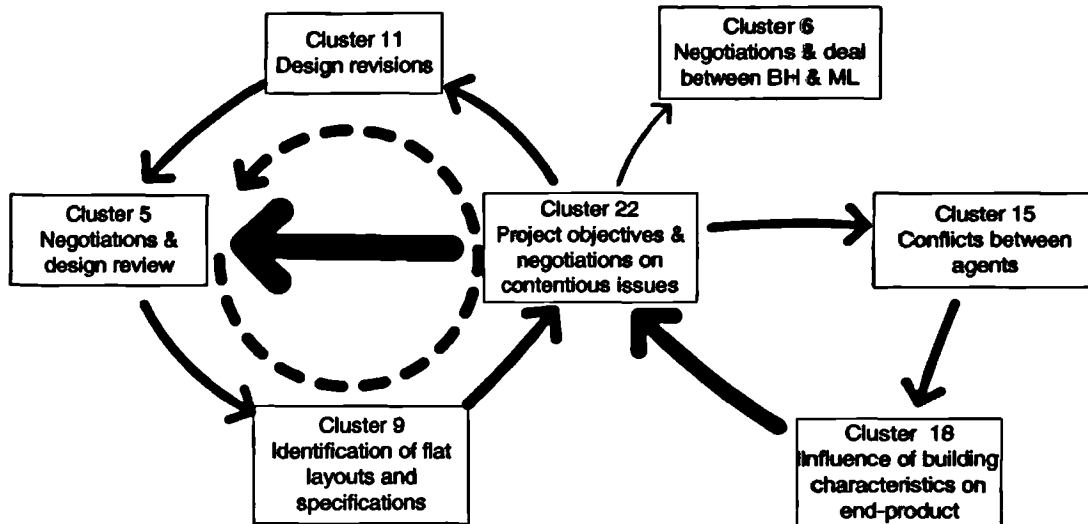 Cluster 11
Design revisions
Cluster 6
Negotiations & deal
between BH & ML
Cluster 5
Negotiations &
design review
Cluster 22
Project objectives &
negotiations on
contentious issues
Cluster 15
Conflicts between
agents
Cluster 9
Identification of flat
layouts and
specifications
Cluster 18
Influence of building
characteristics on
end-product